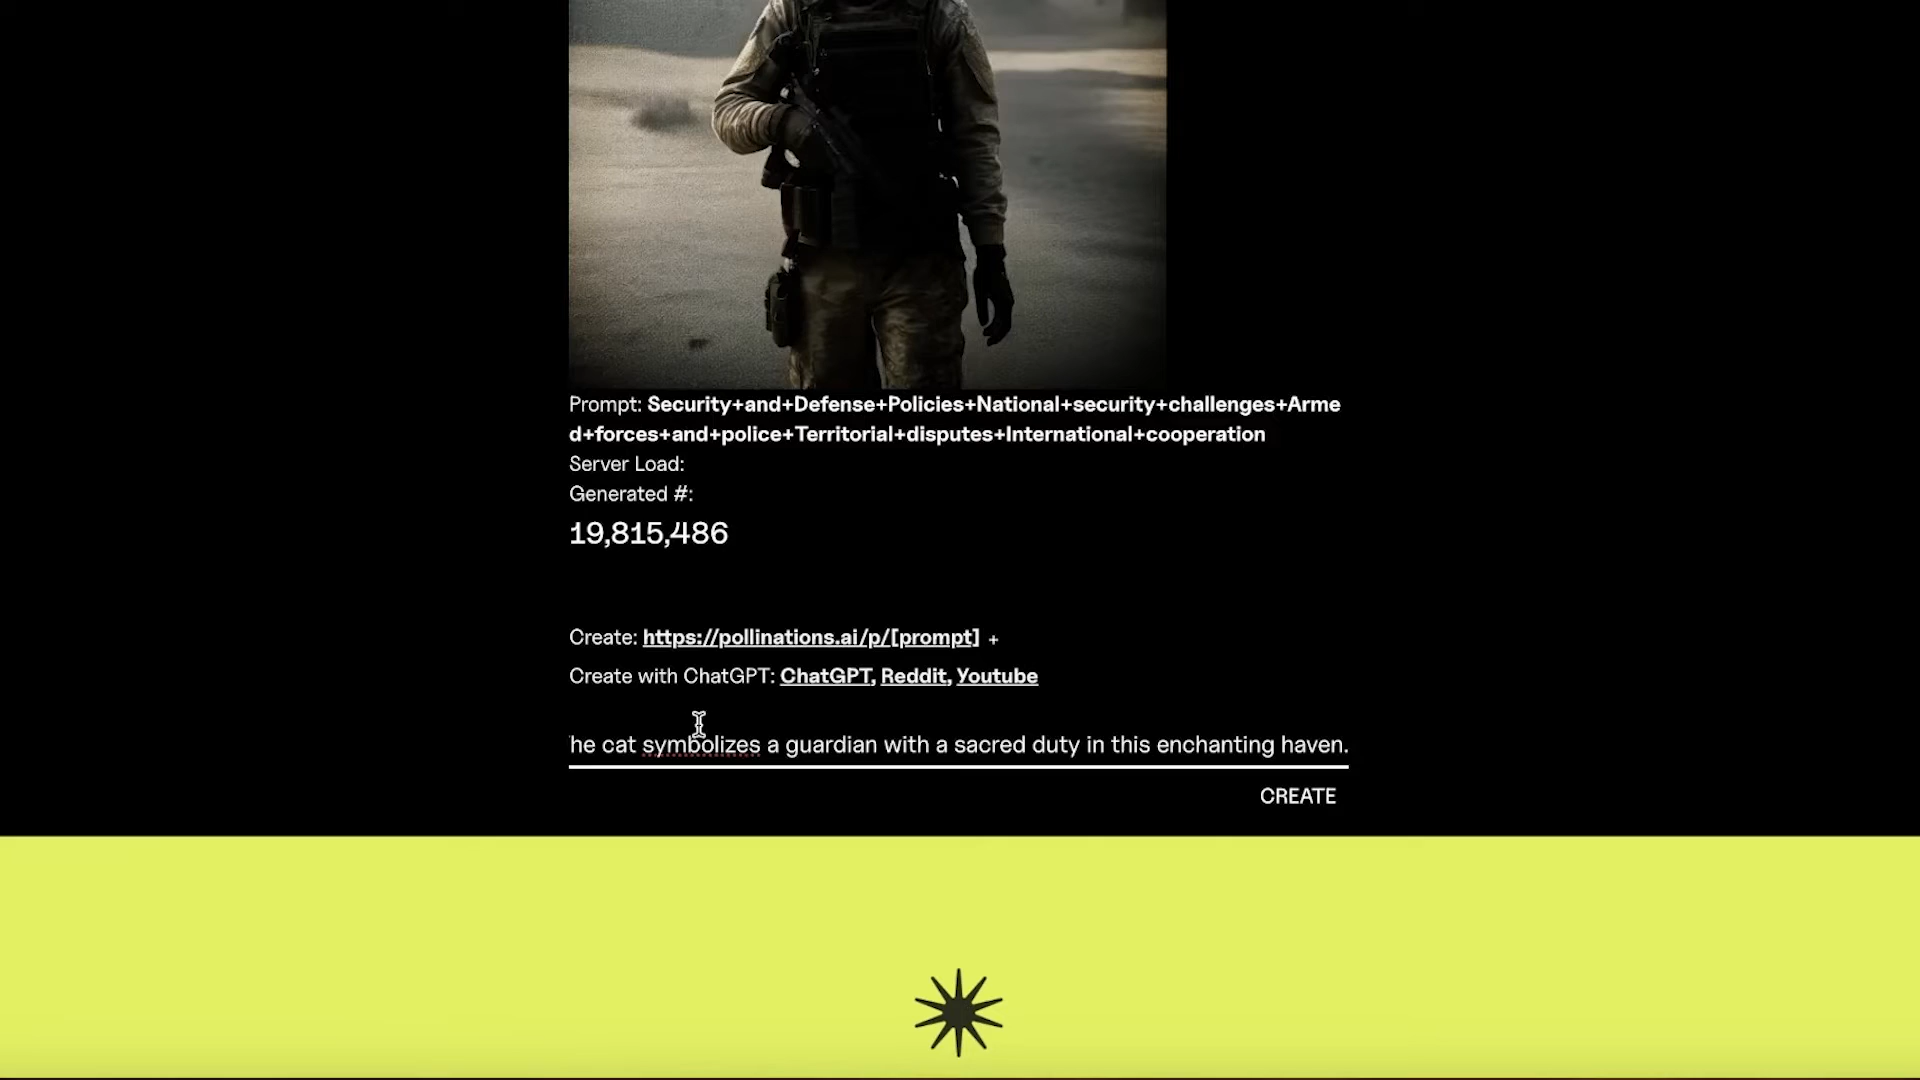 Prompt: Security+and+Defense+Policies+National+security+challenges+Arme
d+forces+and+police+Territorial+disputes+International+cooperation
Server Load:
Generated #:
19,815,486
Create: https://pollinations.ai/p/[prompt] +
Create with ChatGPT: ChatGPT, Reddit, Youtube
he cat symbolizes a guardian with a sacred duty in this enchanting haven.
CREATE